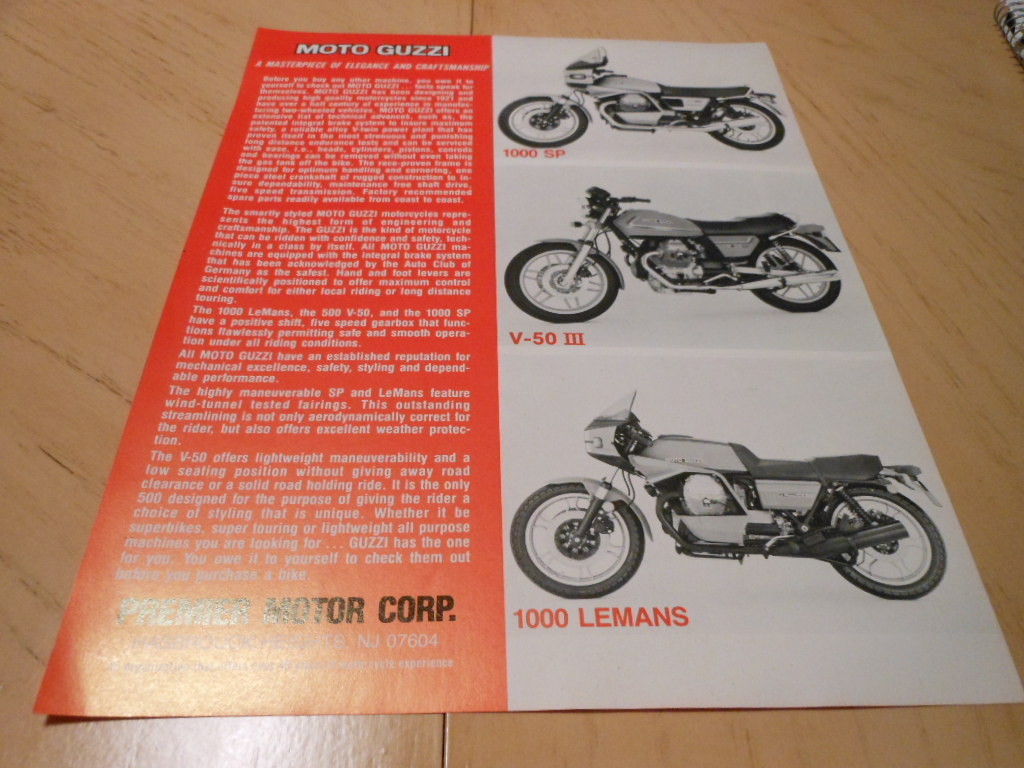 MOTO GUZZI
A MASTERPIECE OF ELEGANCE AND CRAFTSMANSHIP
Before you buy any other machine, you owe it to
yourself to check out MOTO GUZZI ... facts speak for
themselves. MOTO GUZZI has been designing and
producing high quality motorcycles since 1921 and
have over a half century of experience in manufac-
turing two-wheeled vehicles. MOTO GUZZI offers an
extensive list of technical advances, such as, the
patented integral brake system to insure maximum
safety, a reliable alloy V-twin power plant that has
proven itself in the most strenuous and punishing
long distance endurance tests and can be serviced
with ease, i.e., heads, cylinders, pistons, conrods
and bearings can be removed without even taking
the gas tank off the bike. The race-proven frame is
designed for optimum handling and cornering, one
piece steel crankshaft of rugged construction to in-
sure dependability, maintenance free shaft drive,
five speed transmission. Factory recommended
spare parts readily available from coast to coast.
The smartly styled MOTO GUZZI motorcycles repre-
sents the highest form of engineering and
craftsmanship. The GUZZI is the kind of motorcycle
that can be ridden with confidence and safety, tech-
nically in a class by itself. All MOTO GUZZI ma-
chines are equipped with the integral brake system
that has been acknowledged by the Auto Club of
Germany as the safest. Hand and foot levers are
scientifically positioned to offer maximum control
and comfort for either local riding or long distance
touring.
The 1000 LeMans, the 500 V-50, and the 1000 SP
have a positive shift, five speed gearbox that func-
tions flawlessly permitting safe and smooth opera-
tion under all riding conditions.
All MOTO GUZZI have an established reputation for
mechanical excellence, safety, styling and depend-
able performance.
The highly maneuverable SP and LeMans feature
wind-tunnel tested fairings. This outstanding
streamlining is not only aerodynamically correct for
the rider, but also offers excellent weather protec-
tion.
The V-50 offers lightweight maneuverability and a
low seating position without giving away road
clearance or a solid road holding ride. It is the only
500 designed for the purpose of giving the rider a
choice of styling that is unique. Whether it be
superbikes, super touring or lightweight all purpose
machines you are looking for ... GUZZI has the one
for you. You owe it to yourself to check them out
before you purchase a bike.
PREMIER MOTOR CORP.
HASBROUCK HEIGHTS, NJ 07604
motorcycle experience
1000 SP
V-50 III
1000 LEMANS